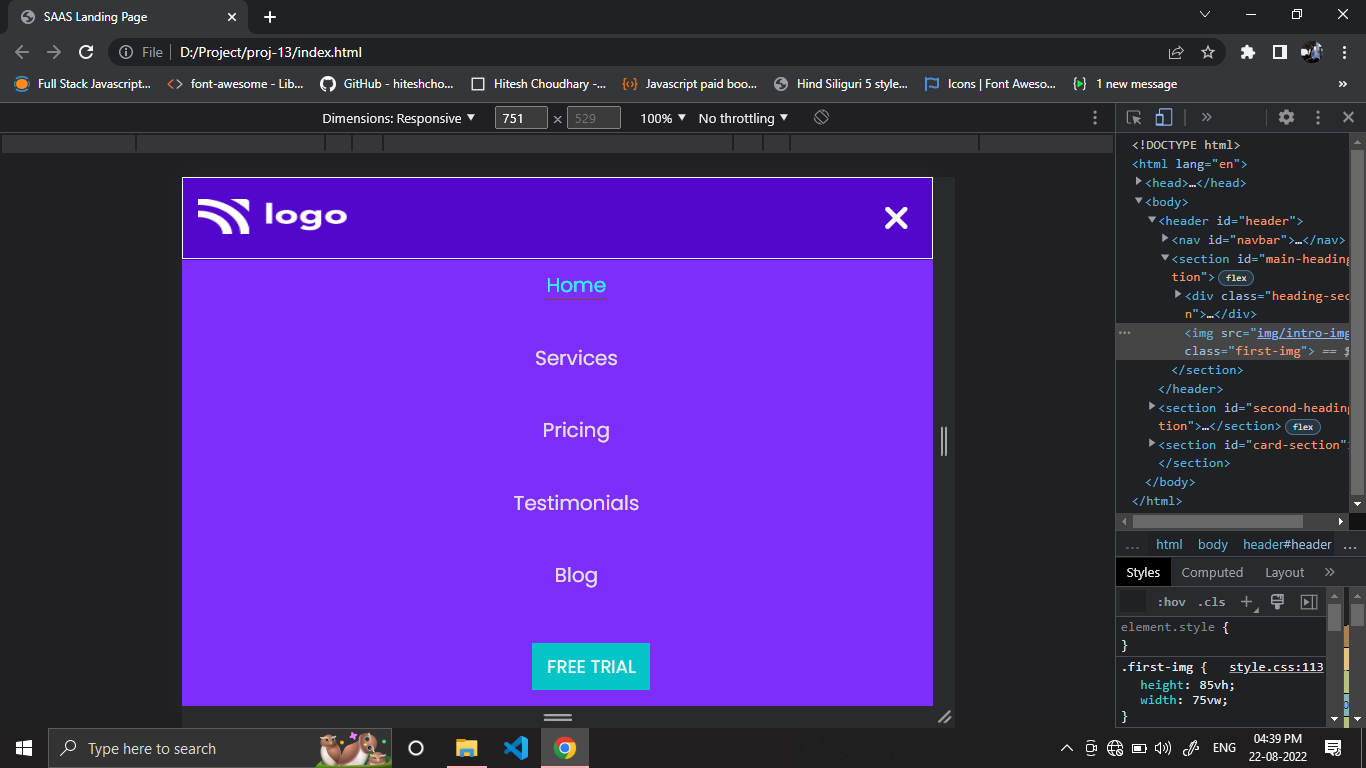 SAAS Landing Page
File D:/Project/proj-13/index.html
Full Stack Javascript... font-awesome - Lib... GitHub - hiteshcho... Hitesh Choudhary -... Javascript paid boo... Hind Siliguri 5 style... Icons | Font Aweso... 1 new message »
Dimensions: Responsive 751 × 529 100% No throttling
logo
Home
Services
Pricing
Testimonials
Blog
FREE TRIAL
<!DOCTYPE html>
<html lang="en">
<head>…</head>
<body>
<header id="header">
<nav id="navbar">…</nav>
<section id="main-heading
tion"> flex
<div class="heading-sec
n">…</div>
<img src="img/intro-img
class="first-img"> == $
</section>
</header>
<section id="second-heading
tion">…</section> flex
<section id="card-section"
</section>
</body>
</html>
... html body header#header ...
Styles Computed Layout »
:hov .cls +
element.style {
}
.first-img { style.css:113
height: 85vh;
width: 75vw;
}
Type here to search
ENG
04:39 PM
22-08-2022